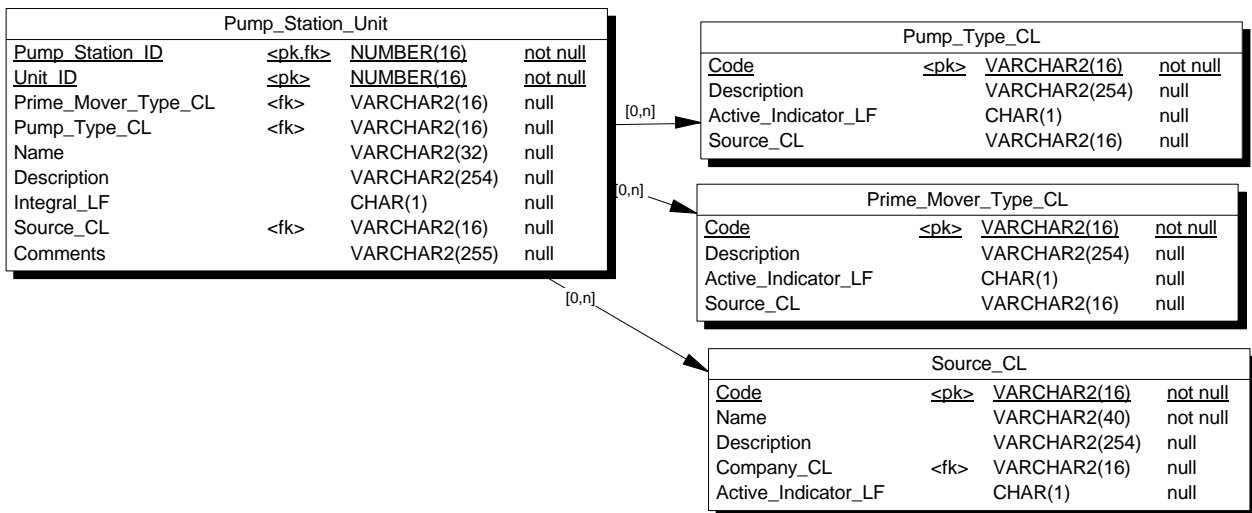 Pump_Station_Unit
Pump_Station_ID <pk,fk> NUMBER(16) not null
Unit_ID <pk> NUMBER(16) not null
Prime_Mover_Type_CL <fk> VARCHAR2(16) null
Pump_Type_CL <fk> VARCHAR2(16) null
Name VARCHAR2(32) null
Description VARCHAR2(254) null
Integral_LF CHAR(1) null
Source_CL <fk> VARCHAR2(16) null
Comments VARCHAR2(255) null
[0,n]
[0,n]
[0,n]
Pump_Type_CL
Code <pk> VARCHAR2(16) not null
Description VARCHAR2(254) null
Active_Indicator_LF CHAR(1) null
Source_CL VARCHAR2(16) null
Prime_Mover_Type_CL
Code <pk> VARCHAR2(16) not null
Description VARCHAR2(254) null
Active_Indicator_LF CHAR(1) null
Source_CL VARCHAR2(16) null
Source_CL
Code <pk> VARCHAR2(16) not null
Name VARCHAR2(40) not null
Description VARCHAR2(254) null
Company_CL <fk> VARCHAR2(16) null
Active_Indicator_LF CHAR(1) null